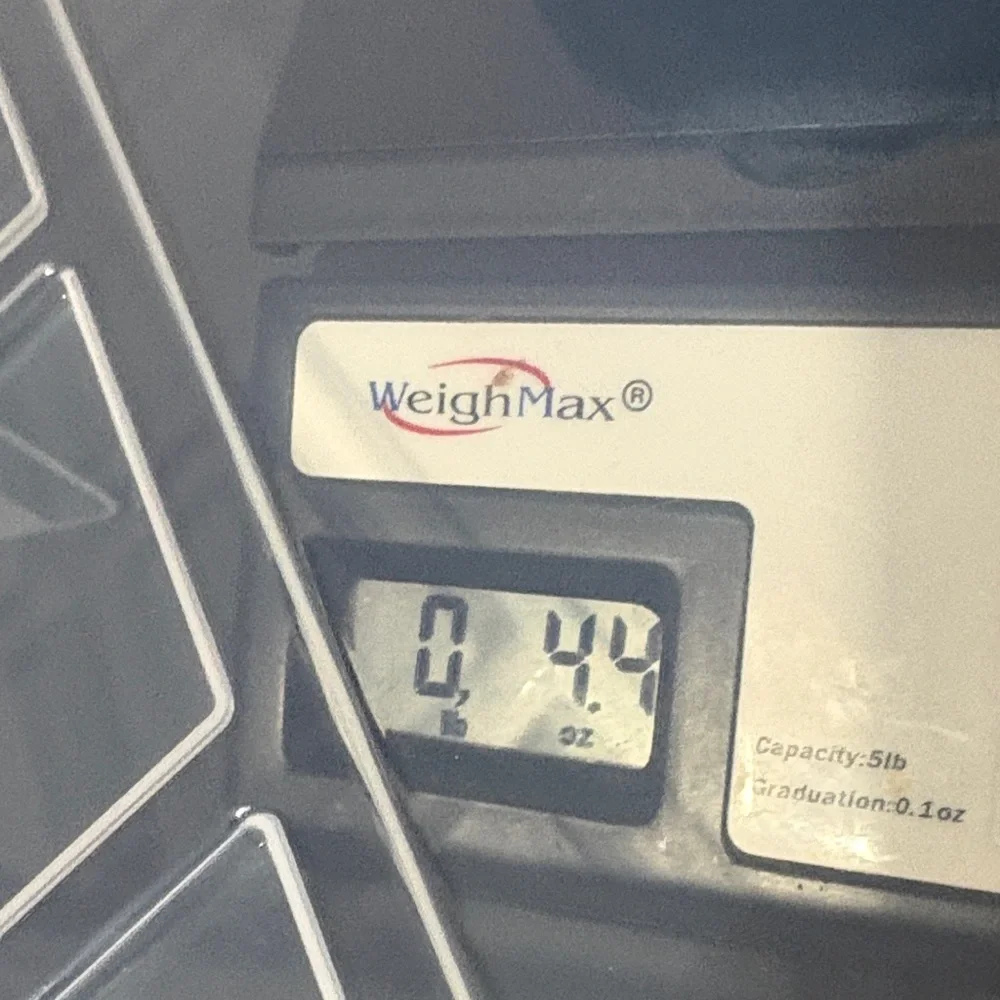 WeighMax®
0, 4.4
lb oz
Capacity:5lb
Graduation:0.1oz